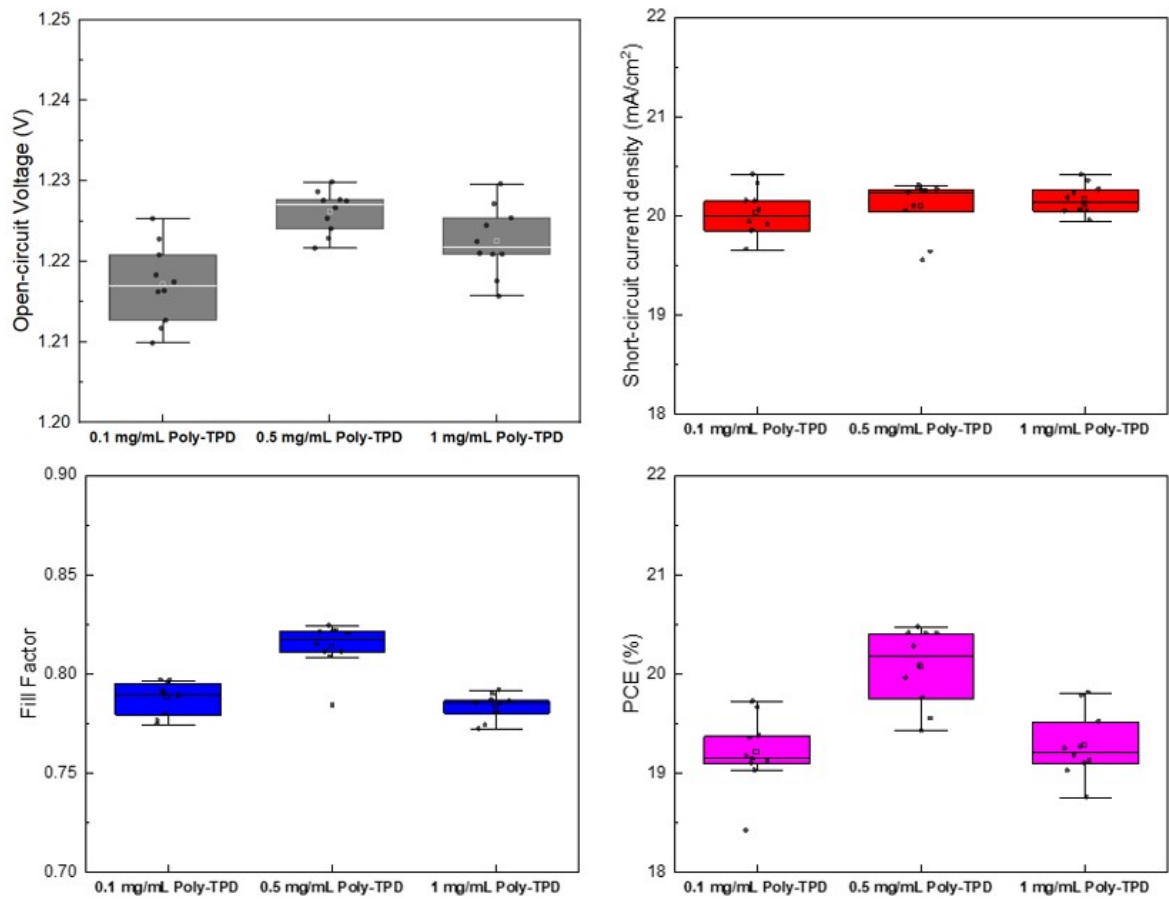 Open-circuit Voltage (V)
1.25
1.24
1.23
1.22
1.21
1.20
0.1 mg/mL Poly-TPD 0.5 mg/mL Poly-TPD 1 mg/mL Poly-TPD
Short-circuit current density (mA/cm²)
22
21
20
19
18
0.1 mg/mL Poly-TPD 0.5 mg/mL Poly-TPD 1 mg/mL Poly-TPD
Fill Factor
0.90
0.85
0.80
0.75
0.70
0.1 mg/mL Poly-TPD 0.5 mg/mL Poly-TPD 1 mg/mL Poly-TPD
PCE (%)
22
21
20
19
18
0.1 mg/mL Poly-TPD 0.5 mg/mL Poly-TPD 1 mg/mL Poly-TPD